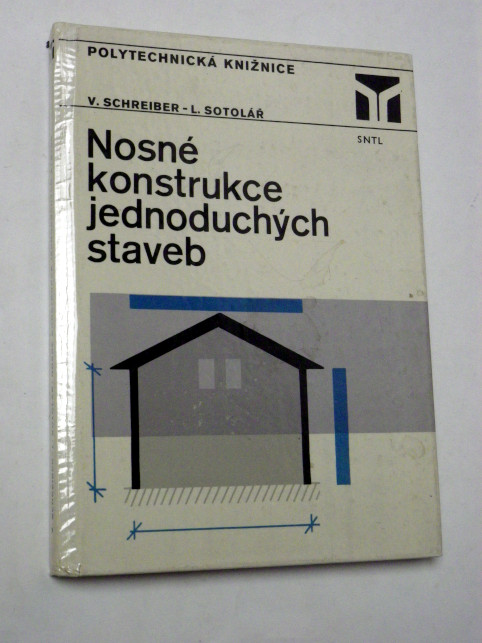 POLYTECHNICKÁ KNIŽNICE
V. SCHREIBER - L. SOTOLÁŘ
SNTL
Nosné
konstrukce
jednoduchých
staveb